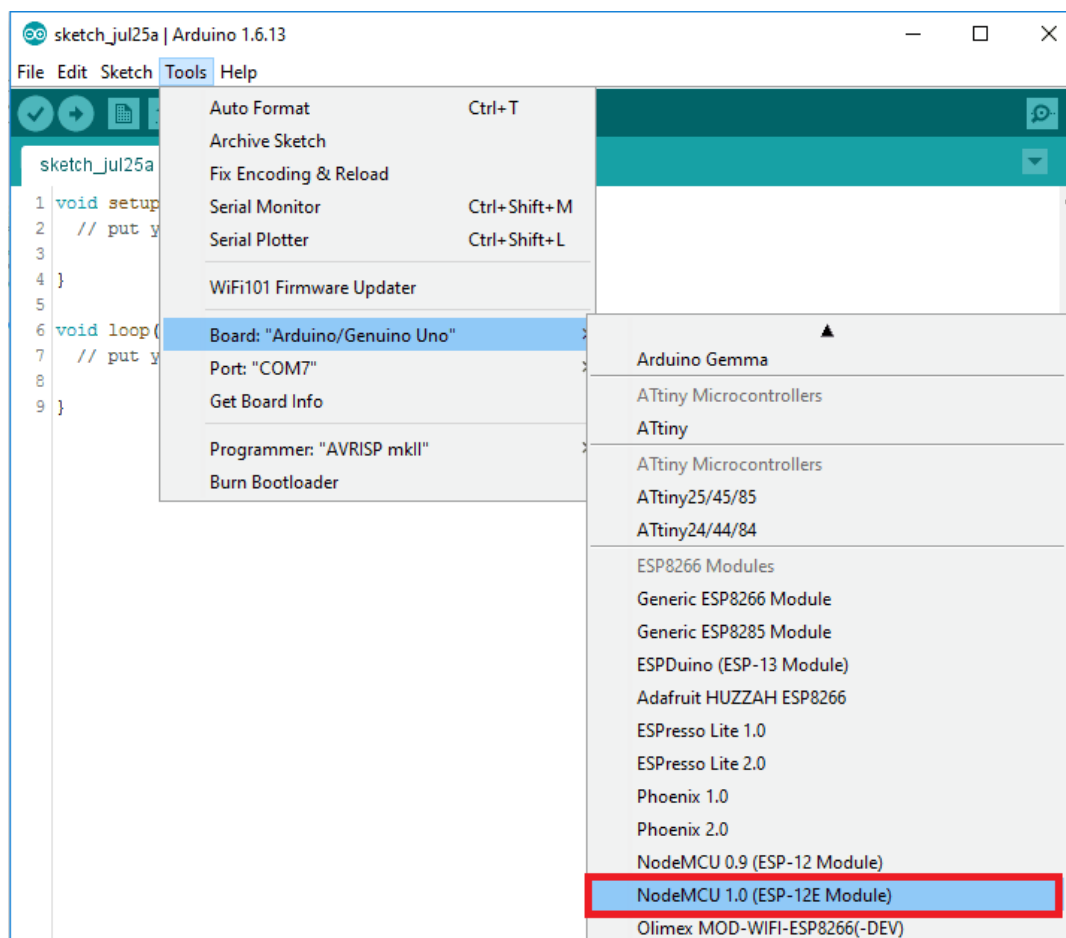 sketch_jul25a | Arduino 1.6.13
File Edit Sketch Tools Help
sketch_jul25a
1 void setup
2 // put y
3
4 }
5
6 void loop(
7 // put y
8
9 }
Auto Format Ctrl+T
Archive Sketch
Fix Encoding & Reload
Serial Monitor Ctrl+Shift+M
Serial Plotter Ctrl+Shift+L
WiFi101 Firmware Updater
Board: "Arduino/Genuino Uno"
Port: "COM7"
Get Board Info
Programmer: "AVRISP mkII"
Burn Bootloader
Arduino Gemma
ATtiny Microcontrollers
ATtiny
ATtiny Microcontrollers
ATtiny25/45/85
ATtiny24/44/84
ESP8266 Modules
Generic ESP8266 Module
Generic ESP8285 Module
ESPDuino (ESP-13 Module)
Adafruit HUZZAH ESP8266
ESPresso Lite 1.0
ESPresso Lite 2.0
Phoenix 1.0
Phoenix 2.0
NodeMCU 0.9 (ESP-12 Module)
NodeMCU 1.0 (ESP-12E Module)
Olimex MOD-WIFI-ESP8266(-DEV)